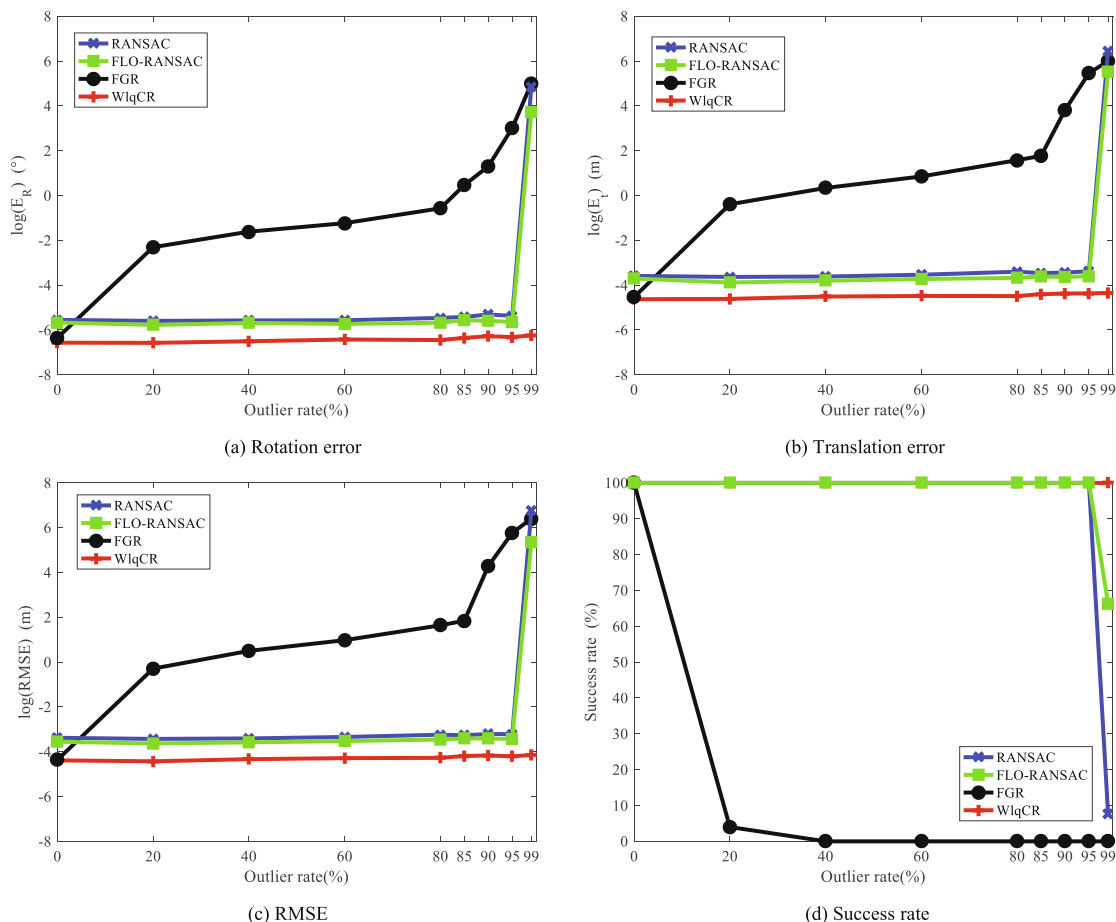 8
6
4
2
0
-2
-4
-6
-8
log(E_R) (°)
RANSAC
FLO-RANSAC
FGR
WlqCR
0 20 40 60 80 85 90 95 99
Outlier rate(%)
(a) Rotation error
8
6
4
2
0
-2
-4
-6
-8
log(E_t) (m)
RANSAC
FLO-RANSAC
FGR
WlqCR
0 20 40 60 80 85 90 95 99
Outlier rate(%)
(b) Translation error
8
6
4
2
0
-2
-4
-6
-8
log(RMSE) (m)
RANSAC
FLO-RANSAC
FGR
WlqCR
0 20 40 60 80 85 90 95 99
Outlier rate(%)
(c) RMSE
100
90
80
70
60
50
40
30
20
10
0
Success rate (%)
RANSAC
FLO-RANSAC
FGR
WlqCR
0 20 40 60 80 85 90 95 99
Outlier rate(%)
(d) Success rate